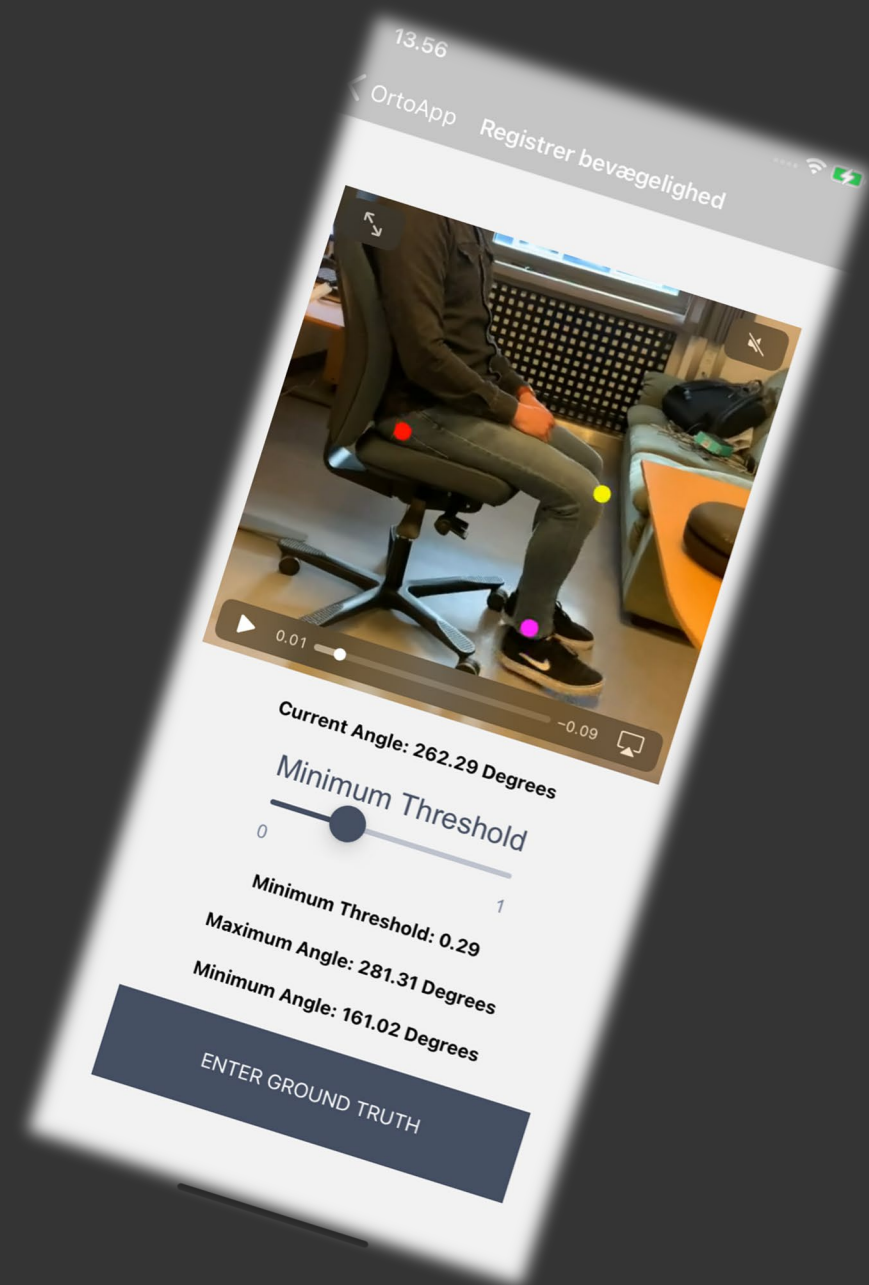 13.56
OrtoApp
Registrer bevægelighed
0.01
−0.09
Current Angle: 262.29 Degrees
Minimum Threshold
0
1
Minimum Threshold: 0.29
Maximum Angle: 281.31 Degrees
Minimum Angle: 161.02 Degrees
ENTER GROUND TRUTH